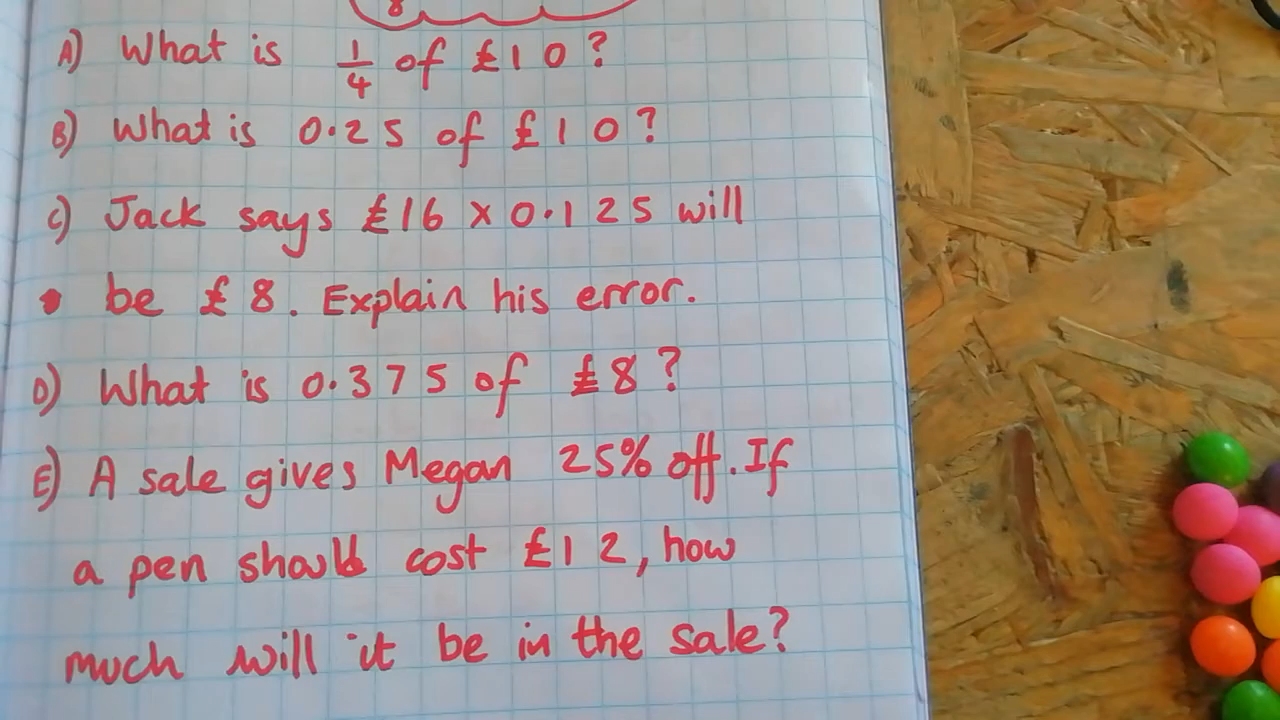 8
A) What is 1/4 of £10?
B) What is 0.25 of £10?
C) Jack says £16 x 0.125 will
be £8. Explain his error.
D) What is 0.375 of £8?
E) A sale gives Megan 25% off. If
a pen should cost £12, how
much will it be in the sale?